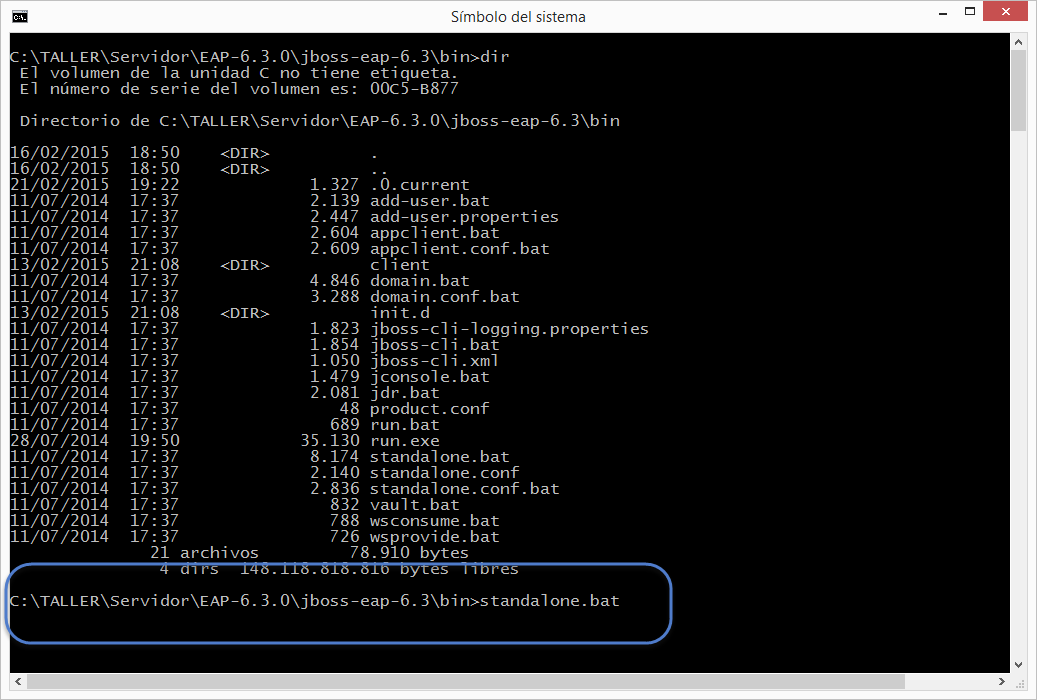 Símbolo del sistema
C:\TALLER\Servidor\EAP-6.3.0\jboss-eap-6.3\bin>dir
 El volumen de la unidad C no tiene etiqueta.
 El número de serie del volumen es: 00C5-B877
 Directorio de C:\TALLER\Servidor\EAP-6.3.0\jboss-eap-6.3\bin
16/02/2015  18:50    <DIR>          .
16/02/2015  18:50    <DIR>          ..
21/02/2015  19:22             1.327 .O.current
11/07/2014  17:37             2.139 add-user.bat
11/07/2014  17:37             2.447 add-user.properties
11/07/2014  17:37             2.604 appclient.bat
11/07/2014  17:37             2.609 appclient.conf.bat
13/02/2015  21:08    <DIR>          client
11/07/2014  17:37             4.846 domain.bat
11/07/2014  17:37             3.288 domain.conf.bat
13/02/2015  21:08    <DIR>          init.d
11/07/2014  17:37             1.823 jboss-cli-logging.properties
11/07/2014  17:37             1.854 jboss-cli.bat
11/07/2014  17:37             1.050 jboss-cli.xml
11/07/2014  17:37             1.479 jconsole.bat
11/07/2014  17:37             2.081 jdr.bat
11/07/2014  17:37                48 product.conf
11/07/2014  17:37               689 run.bat
28/07/2014  19:50            35.130 run.exe
11/07/2014  17:37             8.174 standalone.bat
11/07/2014  17:37             2.140 standalone.conf
11/07/2014  17:37             2.836 standalone.conf.bat
11/07/2014  17:37               832 vault.bat
11/07/2014  17:37               788 wsconsume.bat
11/07/2014  17:37               726 wsprovide.bat
              21 archivos         78.910 bytes
               4 dirs  148.118.818.816 bytes libres
C:\TALLER\Servidor\EAP-6.3.0\jboss-eap-6.3\bin>standalone.bat